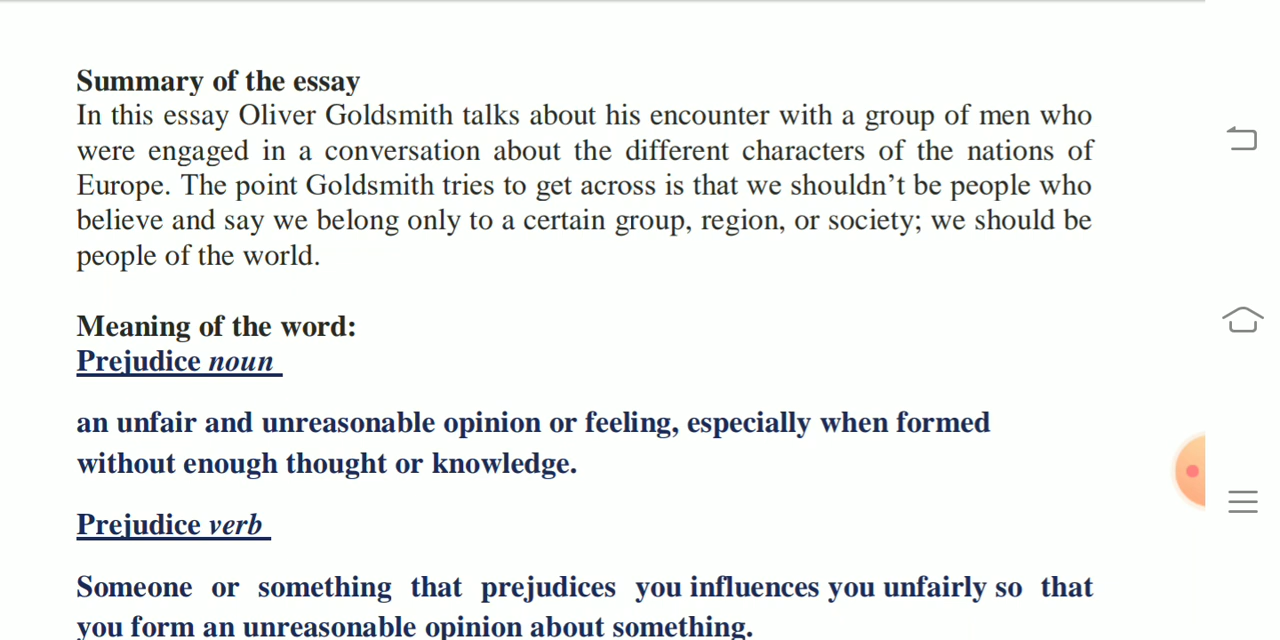 Summary of the essay
In this essay Oliver Goldsmith talks about his encounter with a group of men who
were engaged in a conversation about the different characters of the nations of
Europe. The point Goldsmith tries to get across is that we shouldn’t be people who
believe and say we belong only to a certain group, region, or society; we should be
people of the world.
Meaning of the word:
Prejudice noun
an unfair and unreasonable opinion or feeling, especially when formed
without enough thought or knowledge.
Prejudice verb
Someone or something that prejudices you influences you unfairly so that
you form an unreasonable opinion about something.